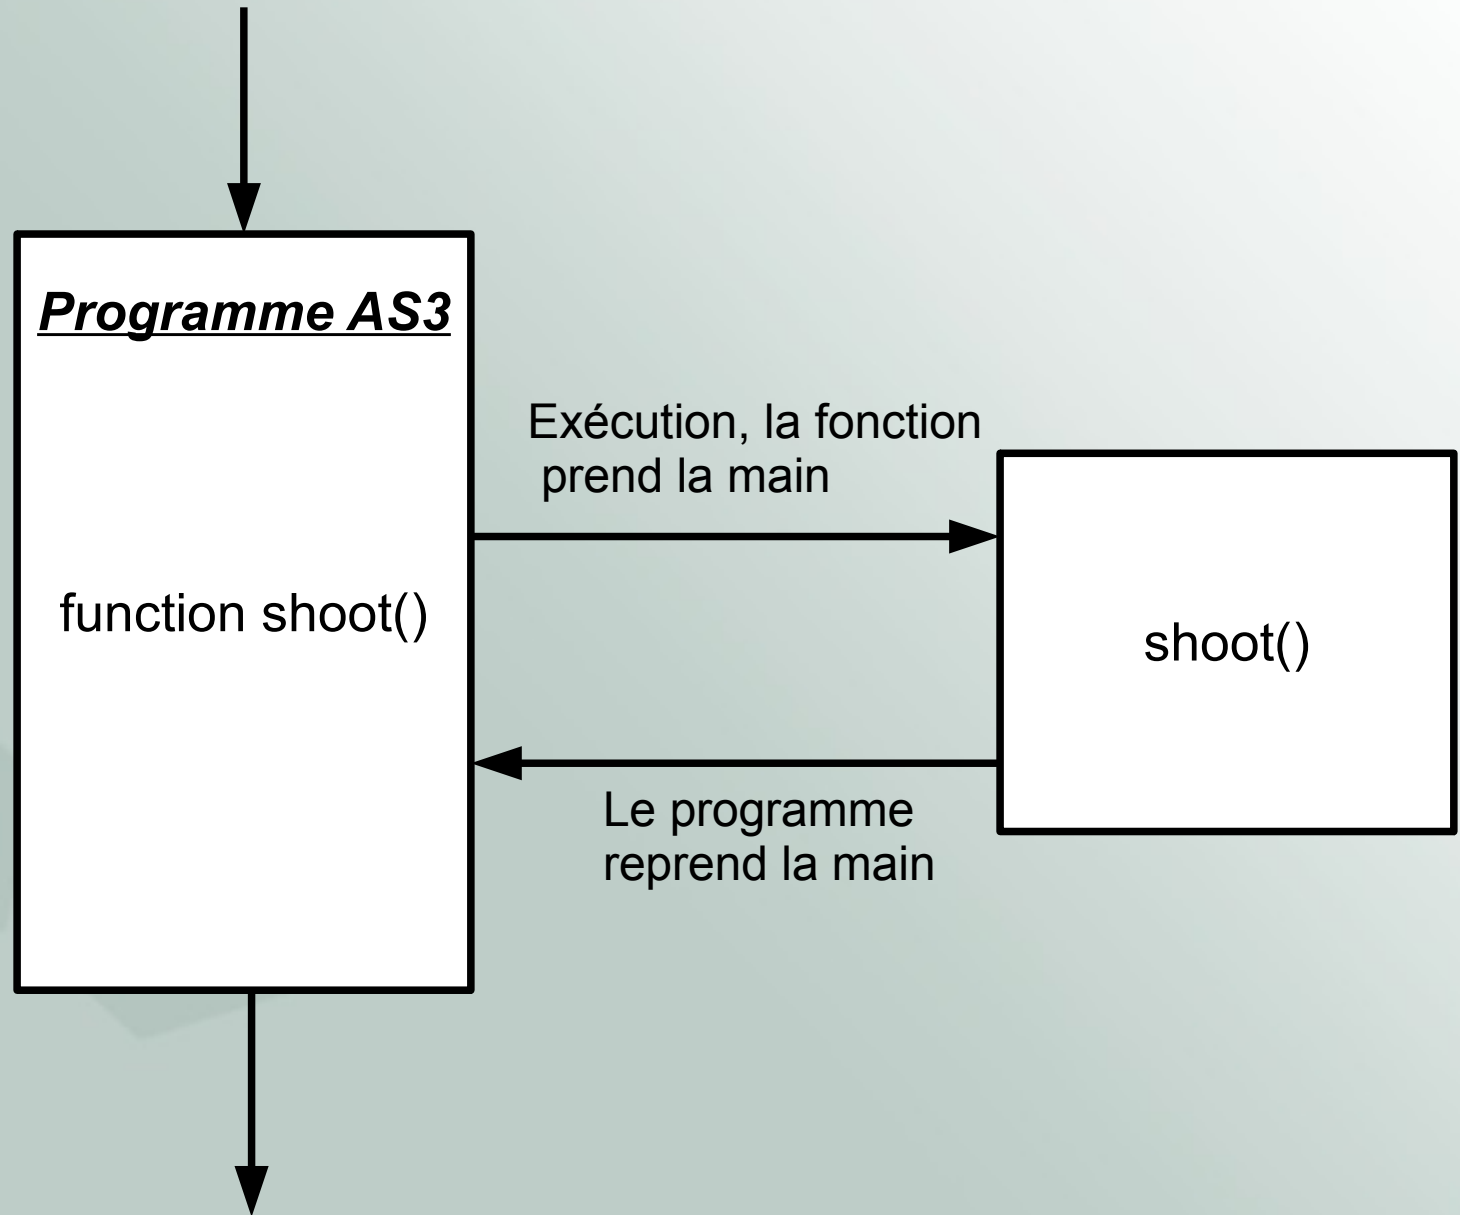 Programme AS3
Exécution, la fonction
prend la main
function shoot()
shoot()
Le programme
reprend la main